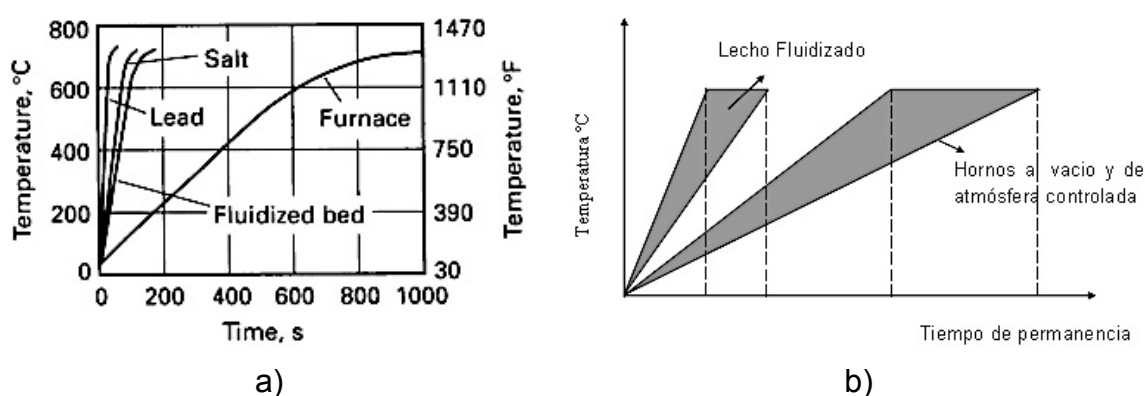 800
600
400
200
0
Temperature, °C
Salt
Lead
Furnace
Fluidized bed
1470
1110
750
390
30
Temperature, °F
0 200 400 600 800 1000
Time, s
a)
Temperatura °C
Lecho Fluidizado
Hornos al vacio y de
atmósfera controlada
Tiempo de permanencia
b)